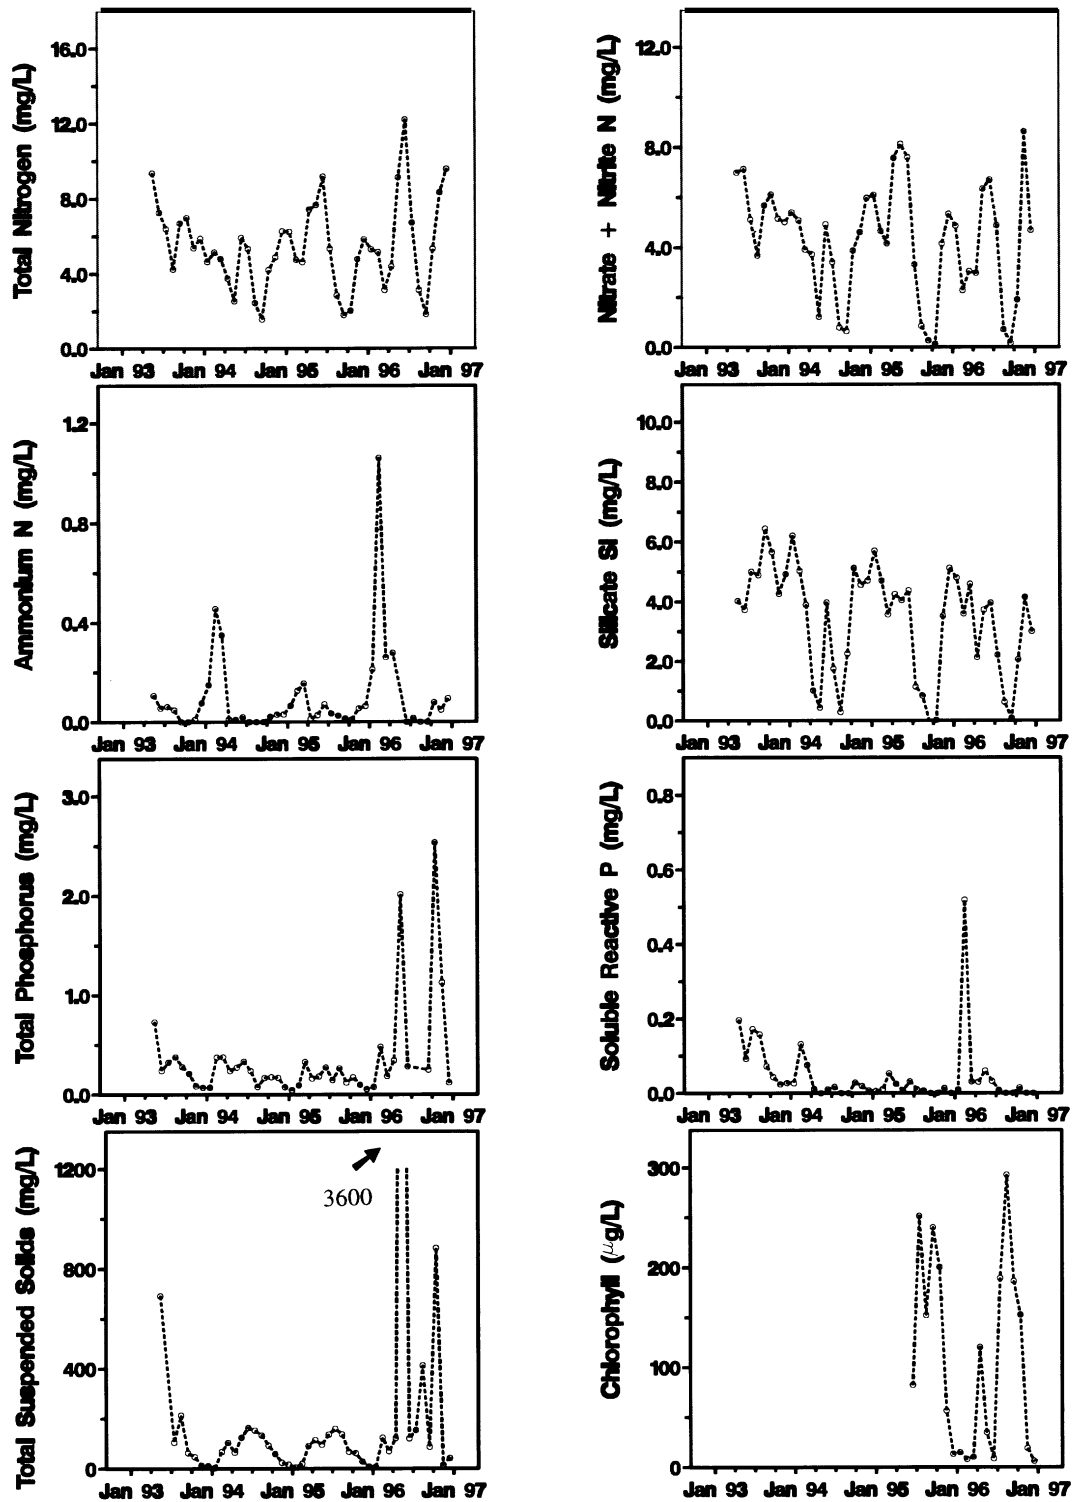 Total Nitrogen (mg/L)
16.0
12.0
8.0
4.0
0.0
Jan 93 Jan 94 Jan 95 Jan 96 Jan 97
Nitrate + Nitrite N (mg/L)
12.0
8.0
4.0
0.0
Jan 93 Jan 94 Jan 95 Jan 96 Jan 97
Ammonium N (mg/L)
1.2
0.8
0.4
0.0
Jan 93 Jan 94 Jan 95 Jan 96 Jan 97
Silicate Si (mg/L)
10.0
8.0
6.0
4.0
2.0
0.0
Jan 93 Jan 94 Jan 95 Jan 96 Jan 97
Total Phosphorus (mg/L)
3.0
2.0
1.0
0.0
Jan 93 Jan 94 Jan 95 Jan 96 Jan 97
Soluble Reactive P (mg/L)
0.8
0.6
0.4
0.2
0.0
Jan 93 Jan 94 Jan 95 Jan 96 Jan 97
Total Suspended Solids (mg/L)
1200
3600
800
400
0
Jan 93 Jan 94 Jan 95 Jan 96 Jan 97
Chlorophyll (μg/L)
300
200
100
0
Jan 93 Jan 94 Jan 95 Jan 96 Jan 97